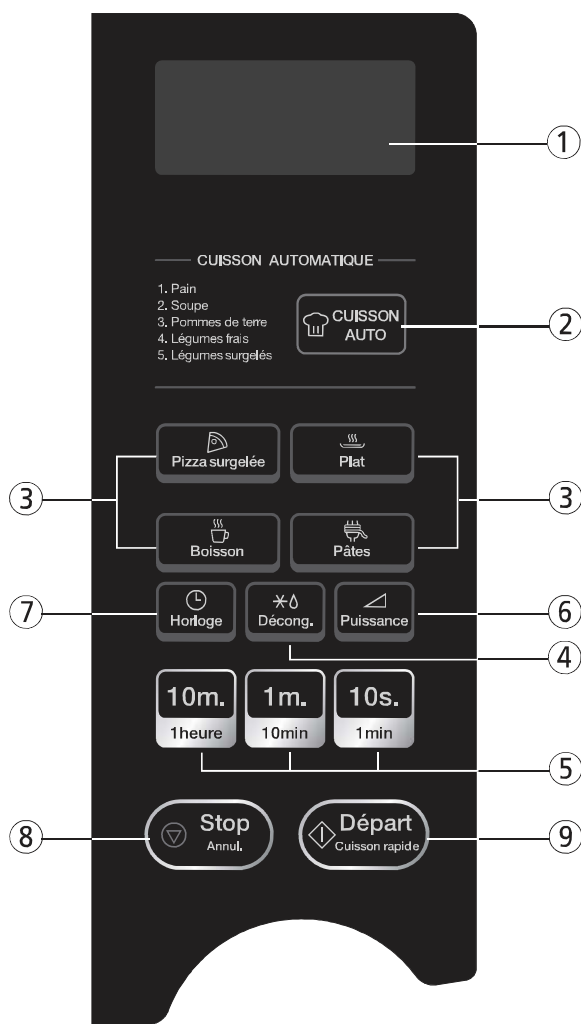 ①
CUISSON AUTOMATIQUE
1. Pain
2. Soupe
3. Pommes de terre
4. Légumes frais
5. Légumes surgelés
CUISSON
AUTO
②
Pizza surgelée
Plat
③
③
Boisson
Pâtes
⑦
Horloge
Décong.
Puissance
⑥
④
10m.
1m.
10s.
1heure
10min
1min
⑤
⑧
Stop
Annul.
Départ
Cuisson rapide
⑨